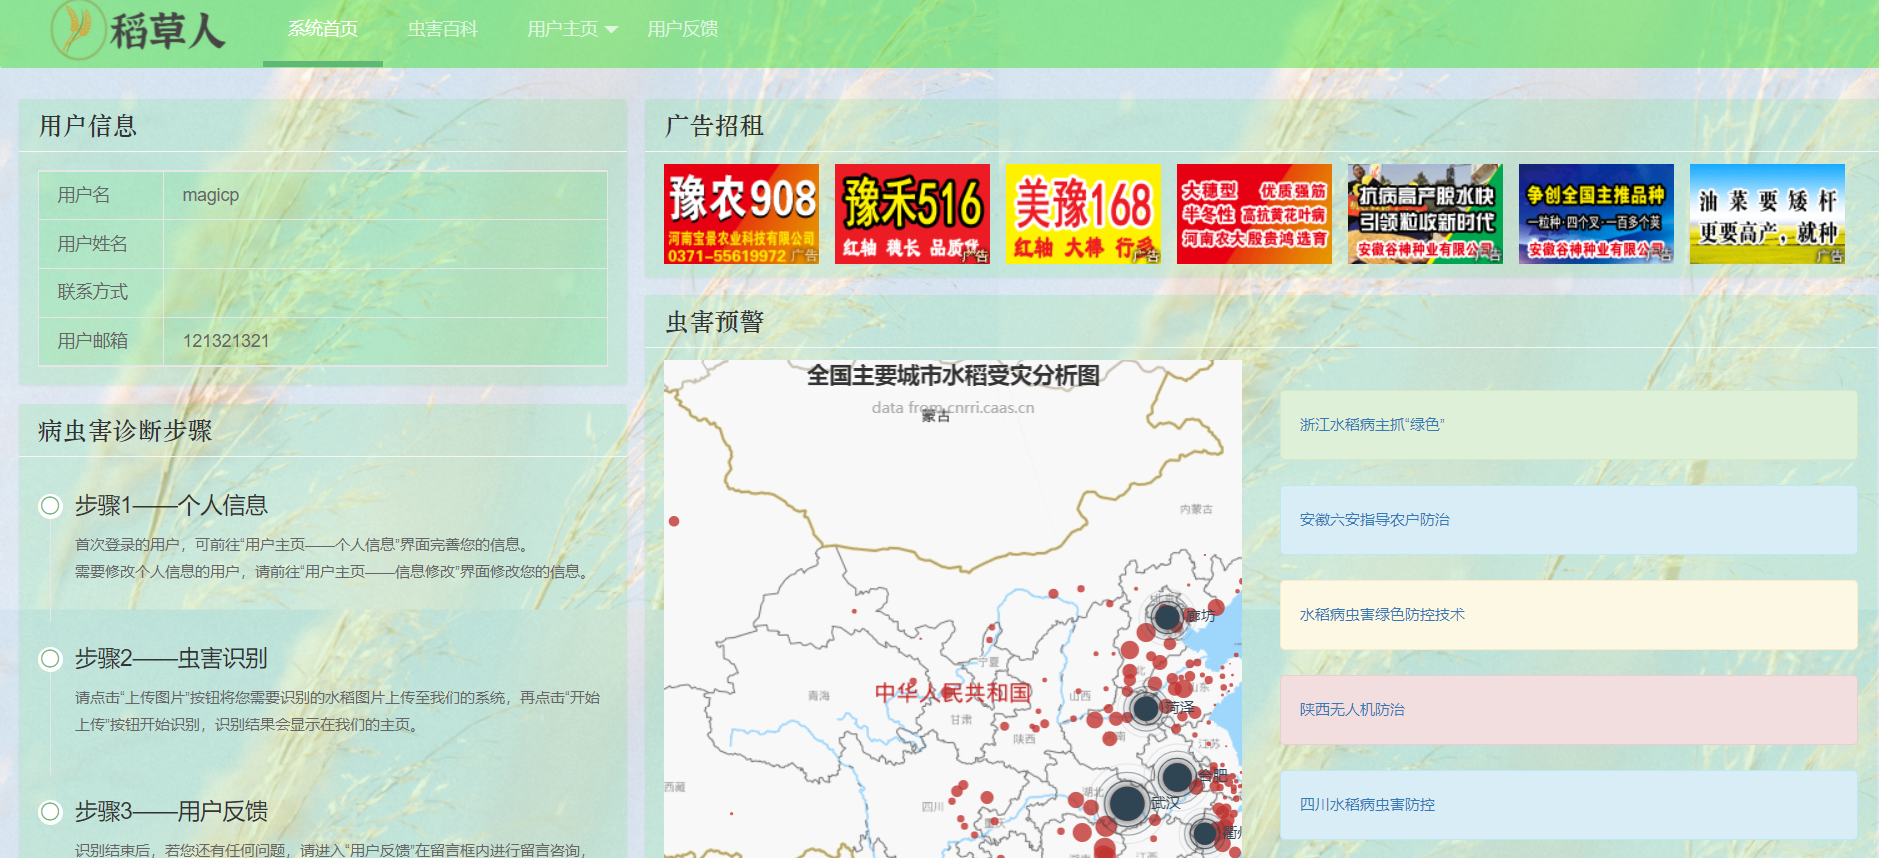 稻草人
系统首页
虫害百科
用户主页
用户反馈
用户信息
用户名 magicp
用户姓名
联系方式
用户邮箱 121321321
病虫害诊断步骤
步骤1——个人信息
首次登录的用户，可前往“用户主页——个人信息”界面完善您的信息。
需要修改个人信息的用户，请前往“用户主页——信息修改”界面修改您的信息。
步骤2——虫害识别
请点击“上传图片”按钮将您需要识别的水稻图片上传至我们的系统，再点击“开始
上传”按钮开始识别，识别结果会显示在我们的主页。
步骤3——用户反馈
识别结束后，若您还有任何问题，请进入“用户反馈”在留言框内进行留言咨询，
广告招租
豫农908
河南宝景农业科技有限公司
0371-55619972 广告
豫禾516
红轴 穗长 品质优
广告
美豫168
红轴 大棒 行多
广告
大穗型 优质强筋
半冬性 高抗黄花叶病
河南农大殷贵鸿选育
抗病高产脱水快
引领粒收新时代
安徽谷神种业有限公司
广告
争创全国主推品种
一粒种·四个叉·一百多个荚
安徽谷神种业有限公司
广告
油菜要矮杆
更要高产，就种
广告
虫害预警
全国主要城市水稻受灾分析图
data from cnrri.caas.cn
蒙古
内蒙古
廊坊
宁夏
青海
中华人民共和国
山西
山东
甘肃
菏泽
陕西
江苏
合肥
西藏
四川
重庆
湖北
武汉
衢州
湖南
江西
浙江水稻病主抓“绿色”
安徽六安指导农户防治
水稻病虫害绿色防控技术
陕西无人机防治
四川水稻病虫害防控